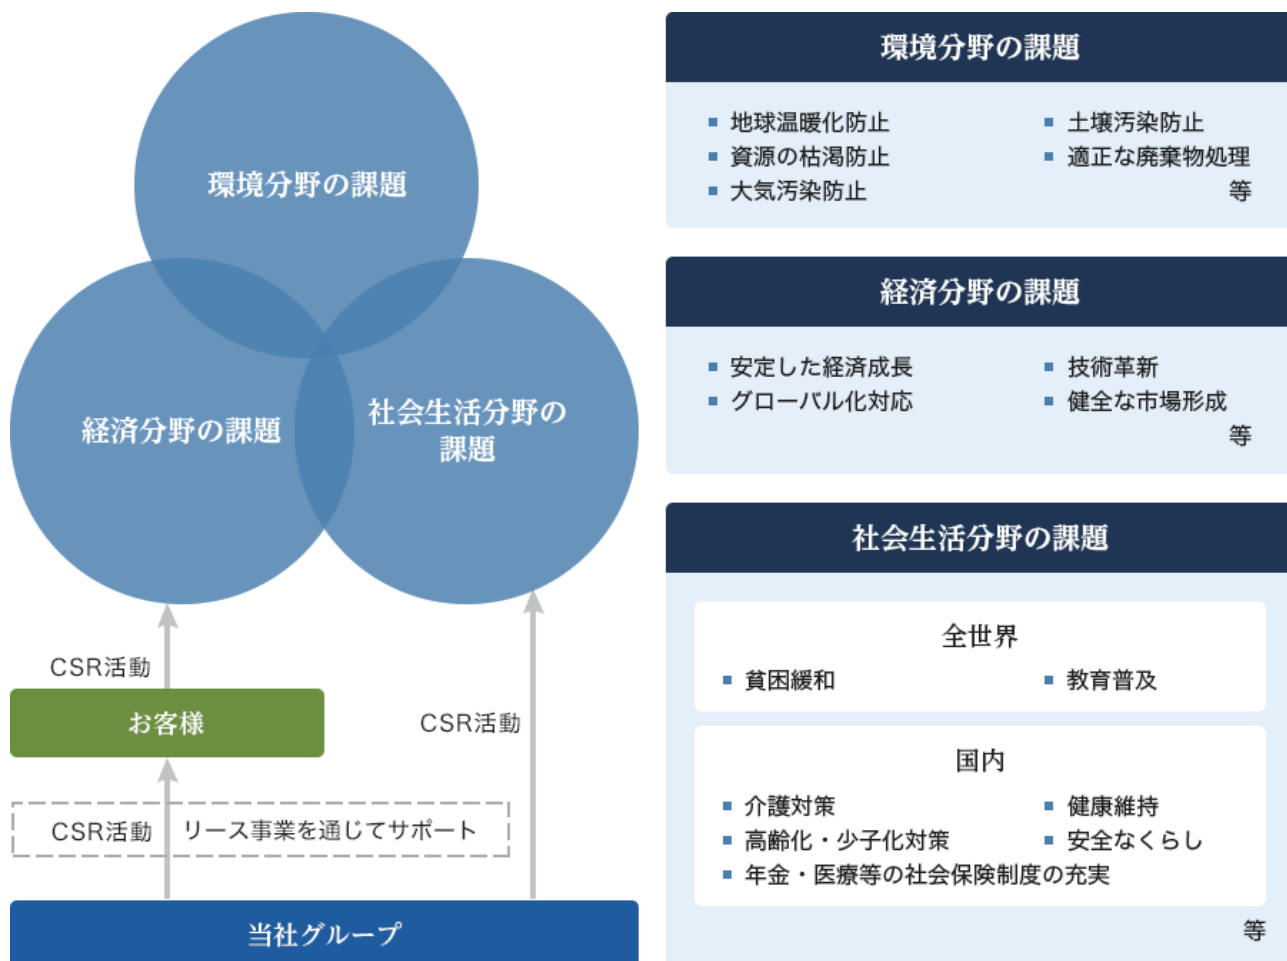 環境分野の課題
経済分野の課題
社会生活分野の
課題
CSR活動
お客様
CSR活動
CSR活動
リース事業を通じてサポート
当社グループ
環境分野の課題
地球温暖化防止
土壌汚染防止
資源の枯渇防止
適正な廃棄物処理
大気汚染防止
等
経済分野の課題
安定した経済成長
技術革新
グローバル化対応
健全な市場形成
等
社会生活分野の課題
全世界
貧困緩和
教育普及
国内
介護対策
健康維持
高齢化・少子化対策
安全なくらし
年金・医療等の社会保険制度の充実
等